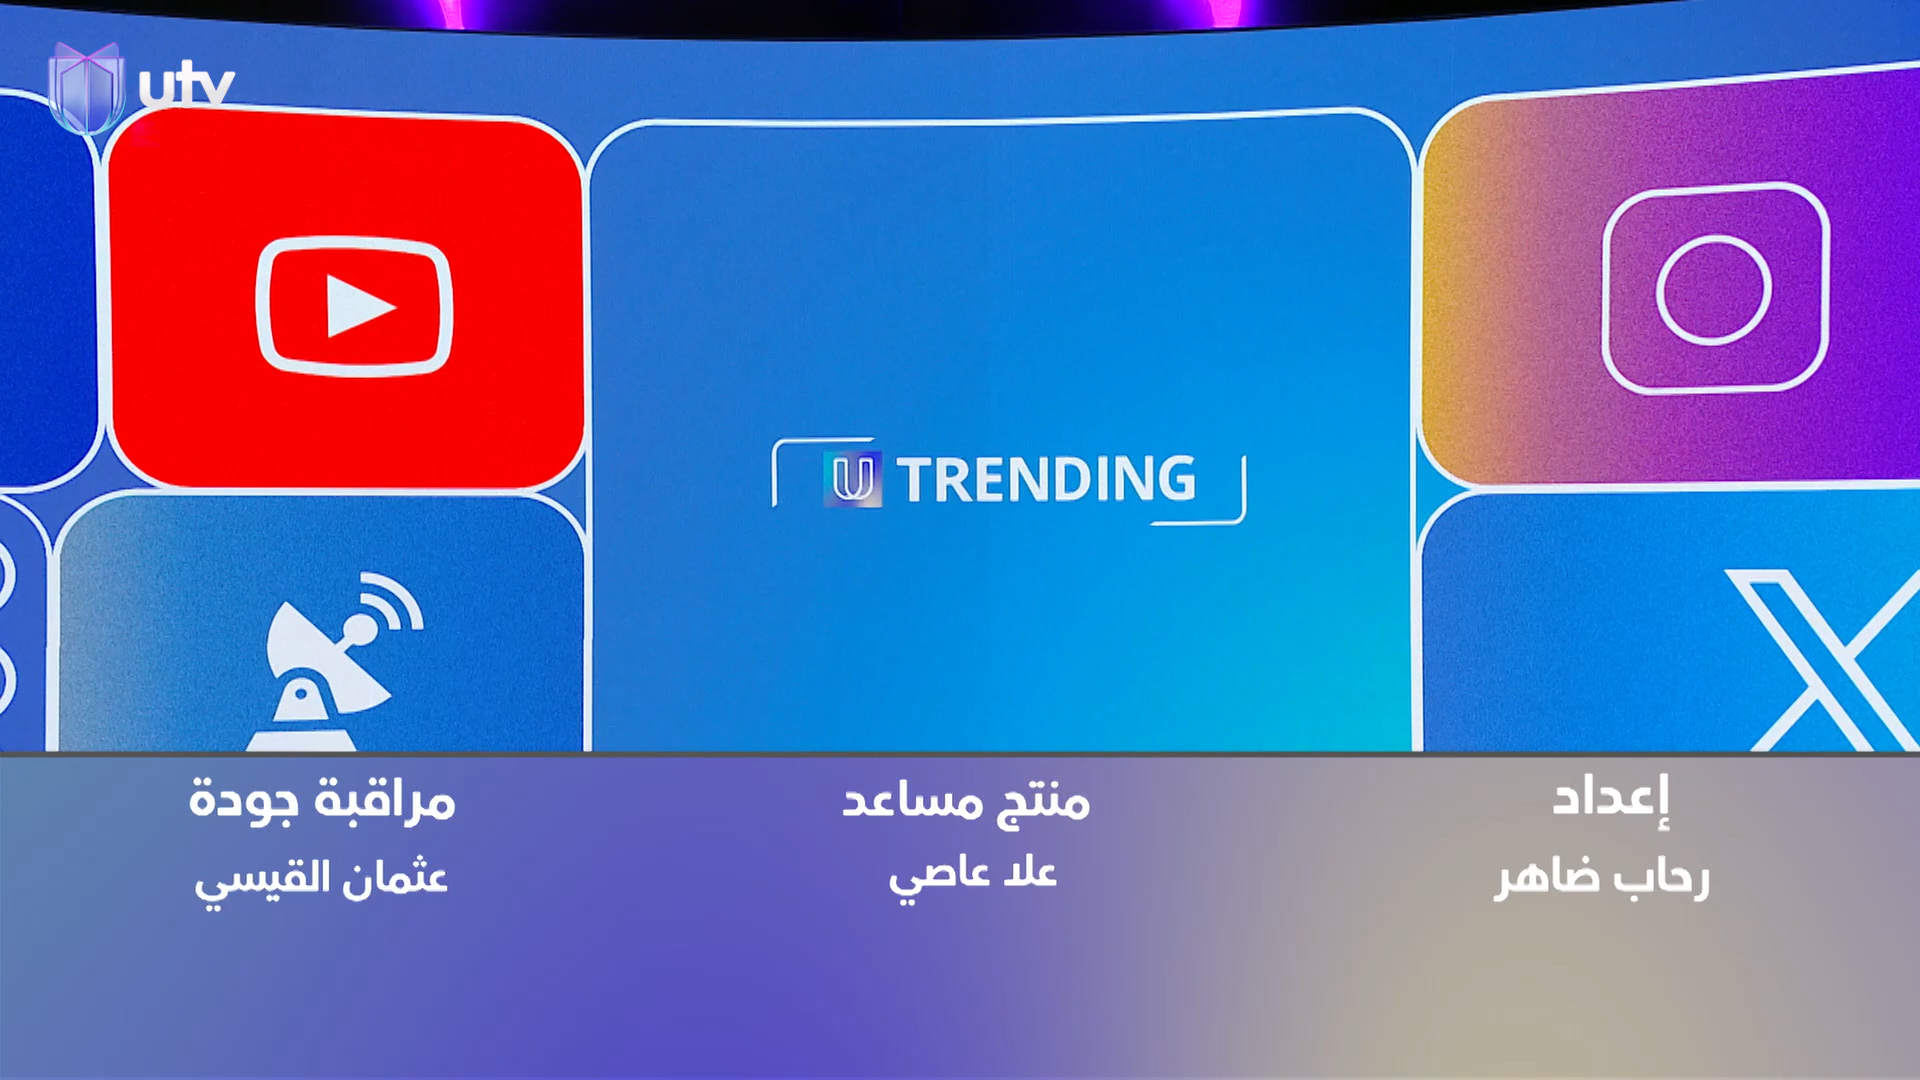 utv
U TRENDING
إعداد
رحاب ضاهر
منتج مساعد
علا عاصي
مراقبة جودة
عثمان القيسي